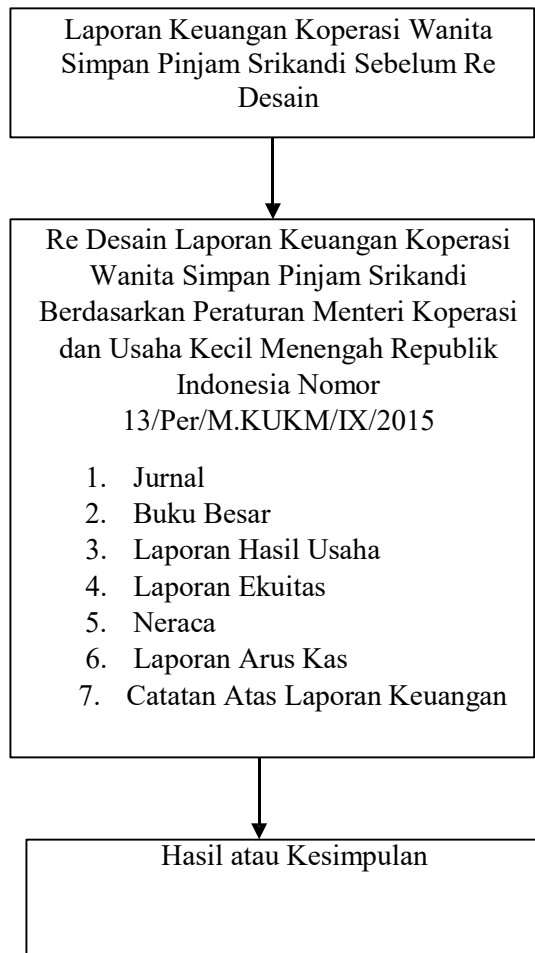 Laporan Keuangan Koperasi Wanita
Simpan Pinjam Srikandi Sebelum Re
Desain
Re Desain Laporan Keuangan Koperasi
Wanita Simpan Pinjam Srikandi
Berdasarkan Peraturan Menteri Koperasi
dan Usaha Kecil Menengah Republik
Indonesia Nomor
13/Per/M.KUKM/IX/2015
1. Jurnal
2. Buku Besar
3. Laporan Hasil Usaha
4. Laporan Ekuitas
5. Neraca
6. Laporan Arus Kas
7. Catatan Atas Laporan Keuangan
Hasil atau Kesimpulan